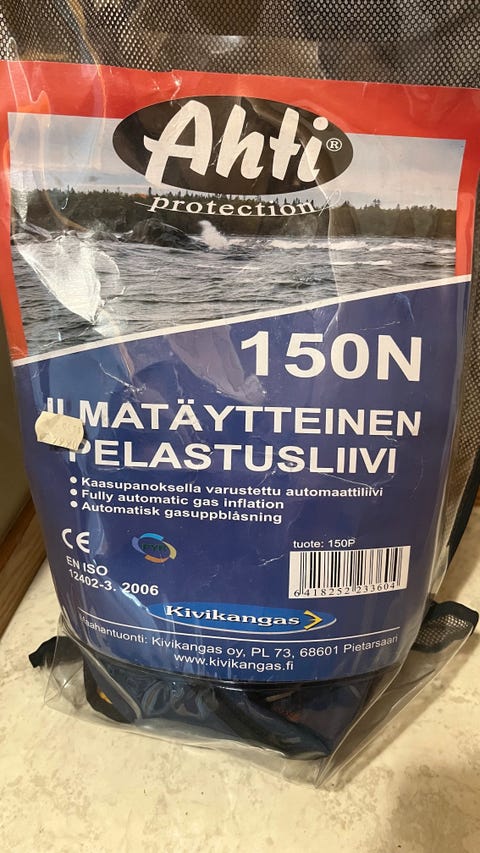 Ahti®
protection
150N
ILMATÄYTTEINEN
PELASTUSLIIVI
• Kaasupanoksella varustettu automaattiliivi
• Fully automatic gas inflation
• Automatisk gasuppblåsning
CE
tuote: 150P
EN ISO
12402-3. 2006
6418252233604
Kivikangas
Maahantuonti: Kivikangas oy, PL 73, 68601 Pietarsaari
www.kivikangas.fi